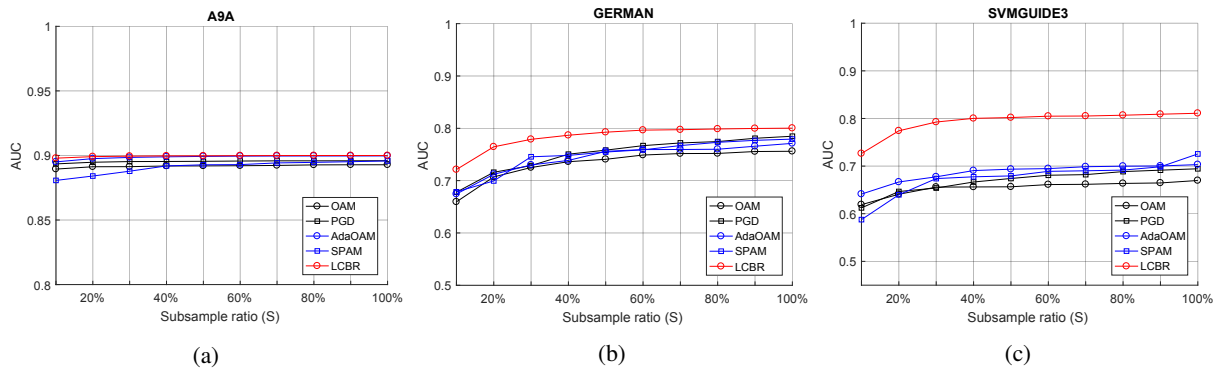 A9A
1
0.95
0.9
0.85
0.8
AUC
20% 40% 60% 80% 100%
Subsample ratio (S)
OAM
PGD
AdaOAM
SPAM
LCBR
(a)
GERMAN
1
0.9
0.8
0.7
0.6
0.5
AUC
20% 40% 60% 80% 100%
Subsample ratio (S)
OAM
PGD
AdaOAM
SPAM
LCBR
(b)
SVMGUIDE3
1
0.9
0.8
0.7
0.6
0.5
AUC
20% 40% 60% 80% 100%
Subsample ratio (S)
OAM
PGD
AdaOAM
SPAM
LCBR
(c)